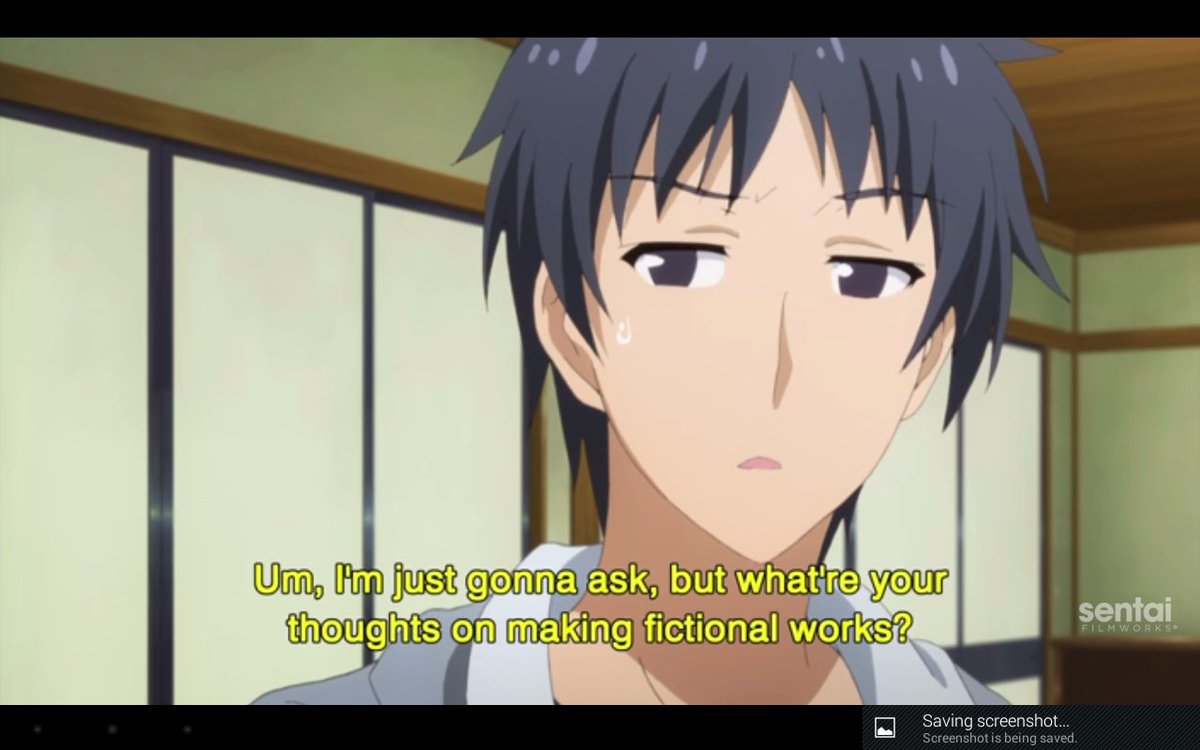 Um, I'm just gonna ask, but what're your
thoughts on making fictional works?
sentai
FILMWORKS®
Saving screenshot...
Screenshot is being saved.